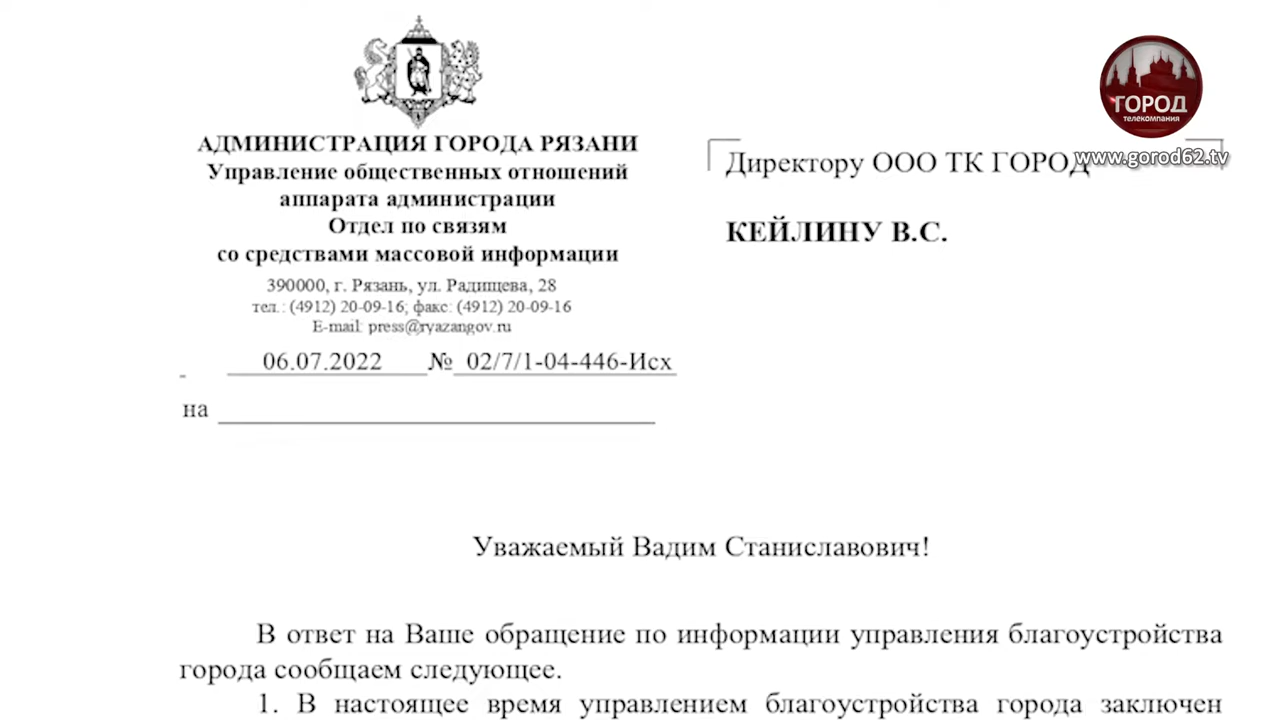 АДМИНИСТРАЦИЯ ГОРОДА РЯЗАНИ
Управление общественных отношений
аппарата администрации
Отдел по связям
со средствами массовой информации
390000, г. Рязань, ул. Радищева, 28
тел.: (4912) 20-09-16; факс: (4912) 20-09-16
E-mail: press@ryazangov.ru
06.07.2022 № 02/7/1-04-446-Исх
на
ГОРОД
телекомпания
www.gorod62.tv
Директору ООО ТК ГОРОД
КЕЙЛИНУ В.С.
Уважаемый Вадим Станиславович!
В ответ на Ваше обращение по информации управления благоустройства
города сообщаем следующее.
1. В настоящее время управлением благоустройства города заключен